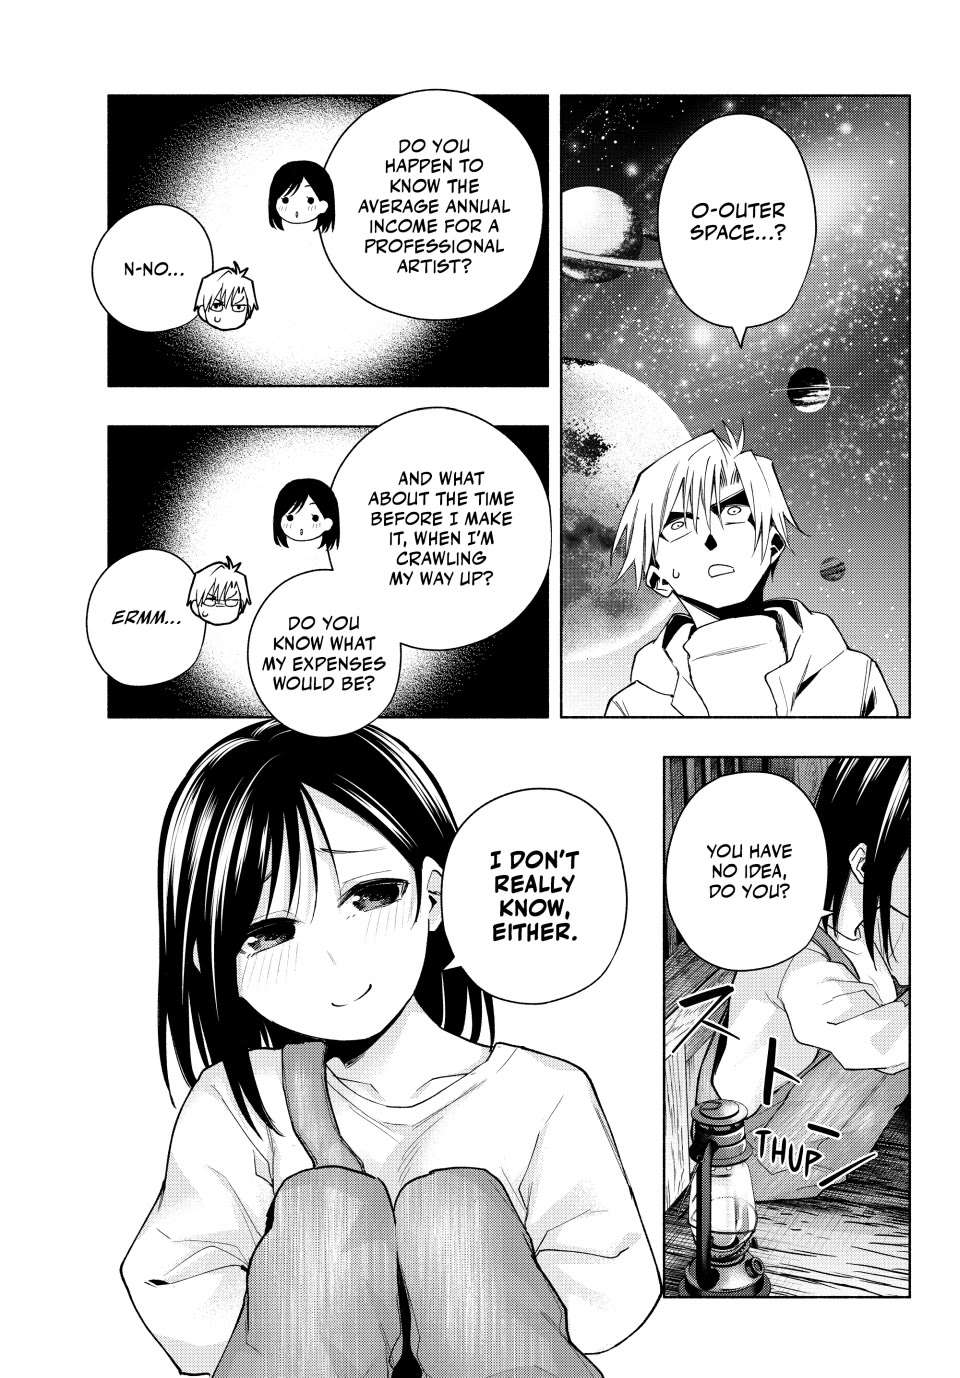 O-OUTER
SPACE...?
DO YOU
HAPPEN TO
KNOW THE
AVERAGE ANNUAL
INCOME FOR A
PROFESSIONAL
ARTIST?
N-NO...
AND WHAT
ABOUT THE TIME
BEFORE I MAKE
IT, WHEN I'M
CRAWLING
MY WAY UP?
DO YOU
KNOW WHAT
MY EXPENSES
WOULD BE?
ERMM...
YOU HAVE
NO IDEA,
DO YOU?
トン
THUP
I DON'T
REALLY
KNOW,
EITHER.